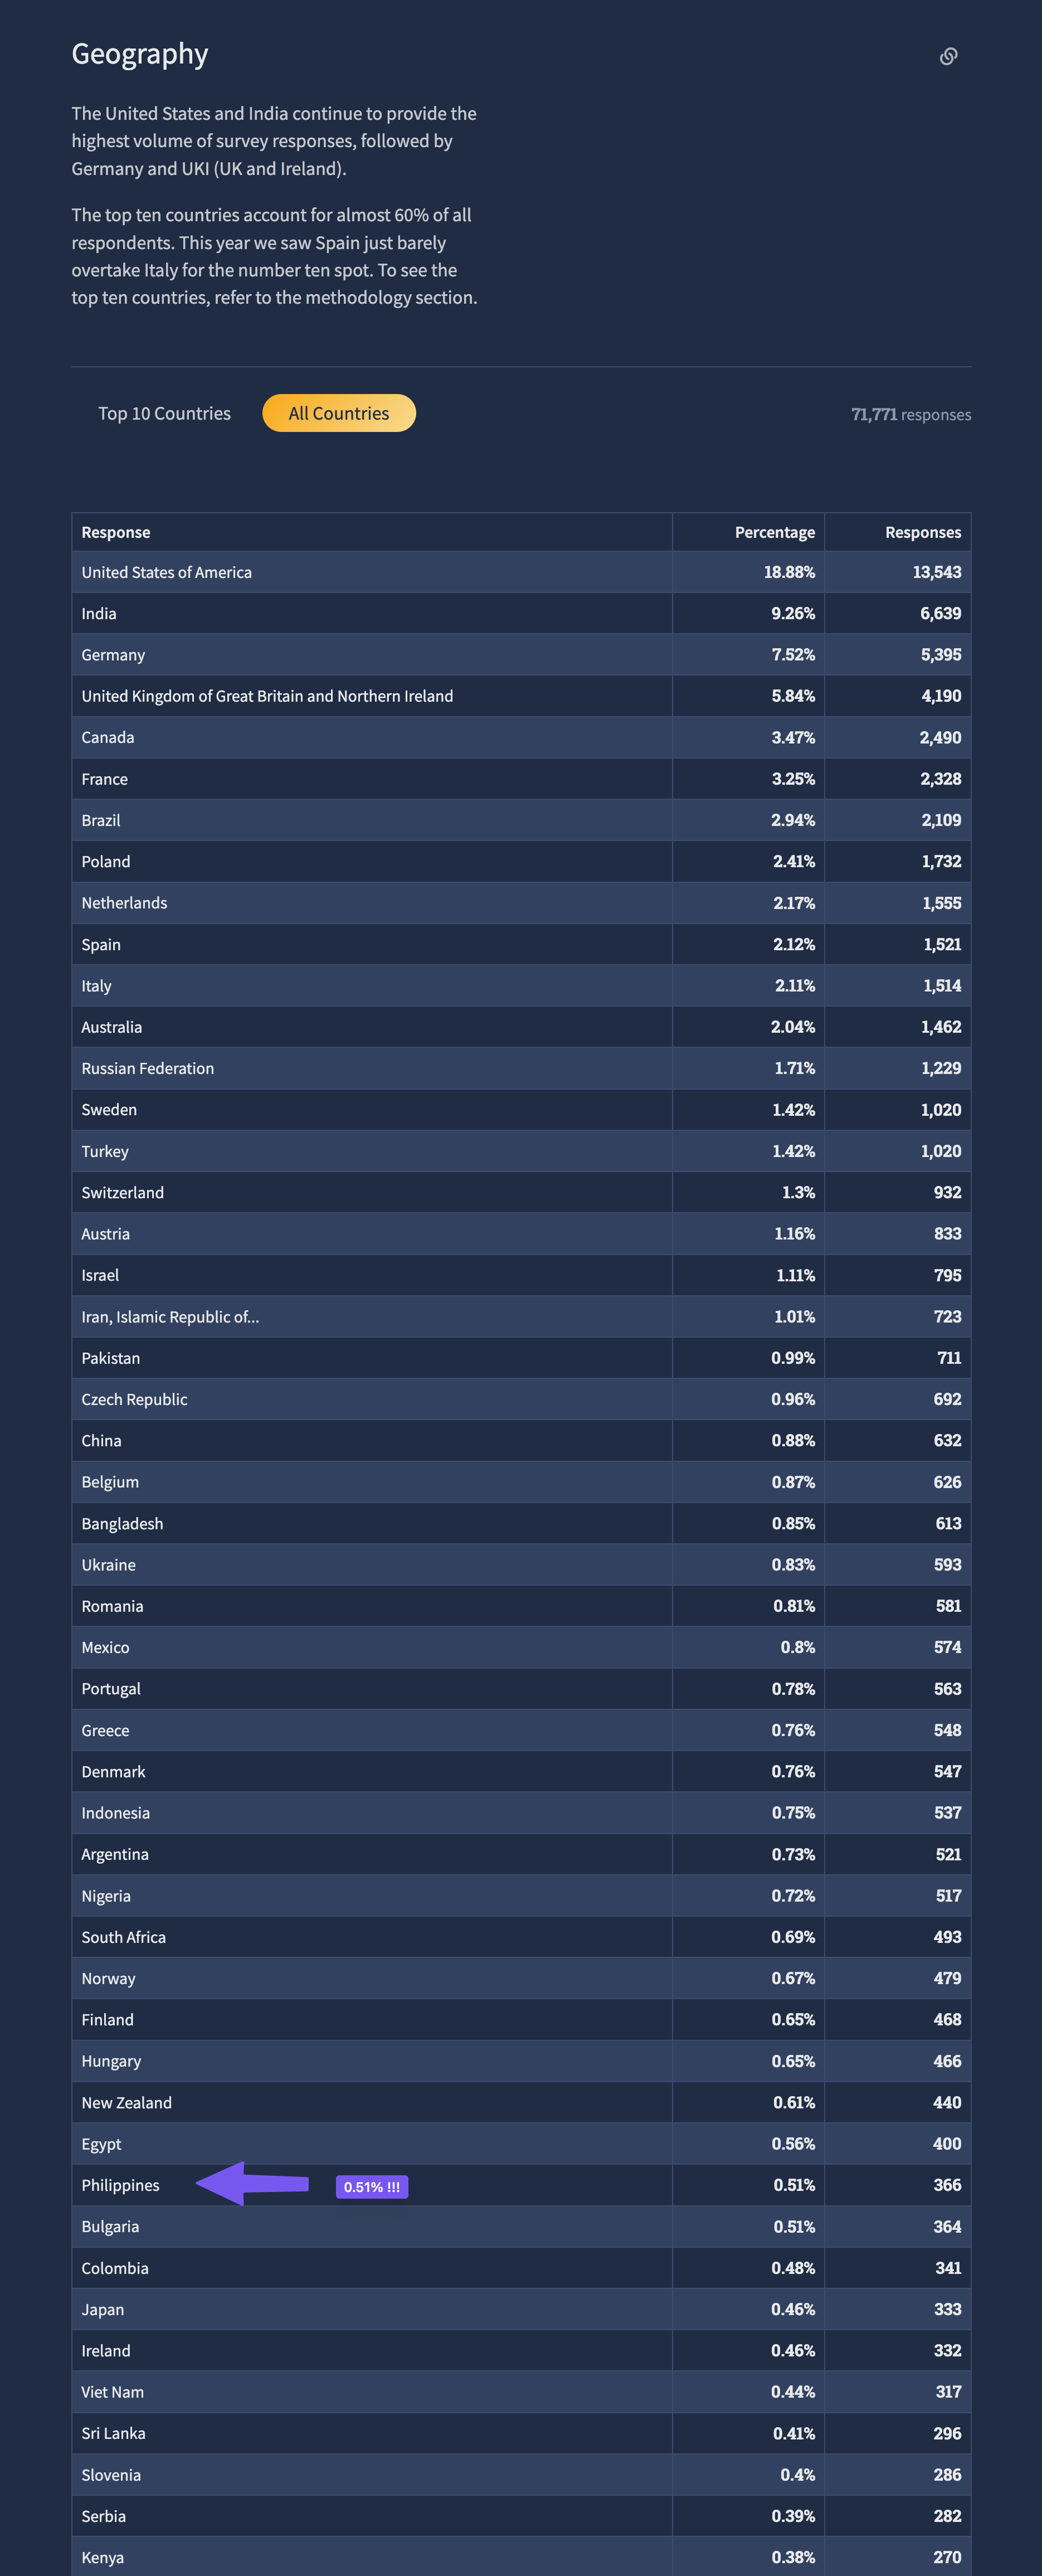 Geography
The United States and India continue to provide the
highest volume of survey responses, followed by
Germany and UKI (UK and Ireland).
The top ten countries account for almost 60% of all
respondents. This year we saw Spain just barely
overtake Italy for the number ten spot. To see the
top ten countries, refer to the methodology section.
Top 10 Countries All Countries 71,771 responses
Response Percentage Responses
United States of America 18.88% 13,543
India 9.26% 6,639
Germany 7.52% 5,395
United Kingdom of Great Britain and Northern Ireland 5.84% 4,190
Canada 3.47% 2,490
France 3.25% 2,328
Brazil 2.94% 2,109
Poland 2.41% 1,732
Netherlands 2.17% 1,555
Spain 2.12% 1,521
Italy 2.11% 1,514
Australia 2.04% 1,462
Russian Federation 1.71% 1,229
Sweden 1.42% 1,020
Turkey 1.42% 1,020
Switzerland 1.3% 932
Austria 1.16% 833
Israel 1.11% 795
Iran, Islamic Republic of... 1.01% 723
Pakistan 0.99% 711
Czech Republic 0.96% 692
China 0.88% 632
Belgium 0.87% 626
Bangladesh 0.85% 613
Ukraine 0.83% 593
Romania 0.81% 581
Mexico 0.8% 574
Portugal 0.78% 563
Greece 0.76% 548
Denmark 0.76% 547
Indonesia 0.75% 537
Argentina 0.73% 521
Nigeria 0.72% 517
South Africa 0.69% 493
Norway 0.67% 479
Finland 0.65% 468
Hungary 0.65% 466
New Zealand 0.61% 440
Egypt 0.56% 400
Philippines 0.51% !!! 0.51% 366
Bulgaria 0.51% 364
Colombia 0.48% 341
Japan 0.46% 333
Ireland 0.46% 332
Viet Nam 0.44% 317
Sri Lanka 0.41% 296
Slovenia 0.4% 286
Serbia 0.39% 282
Kenya 0.38% 270